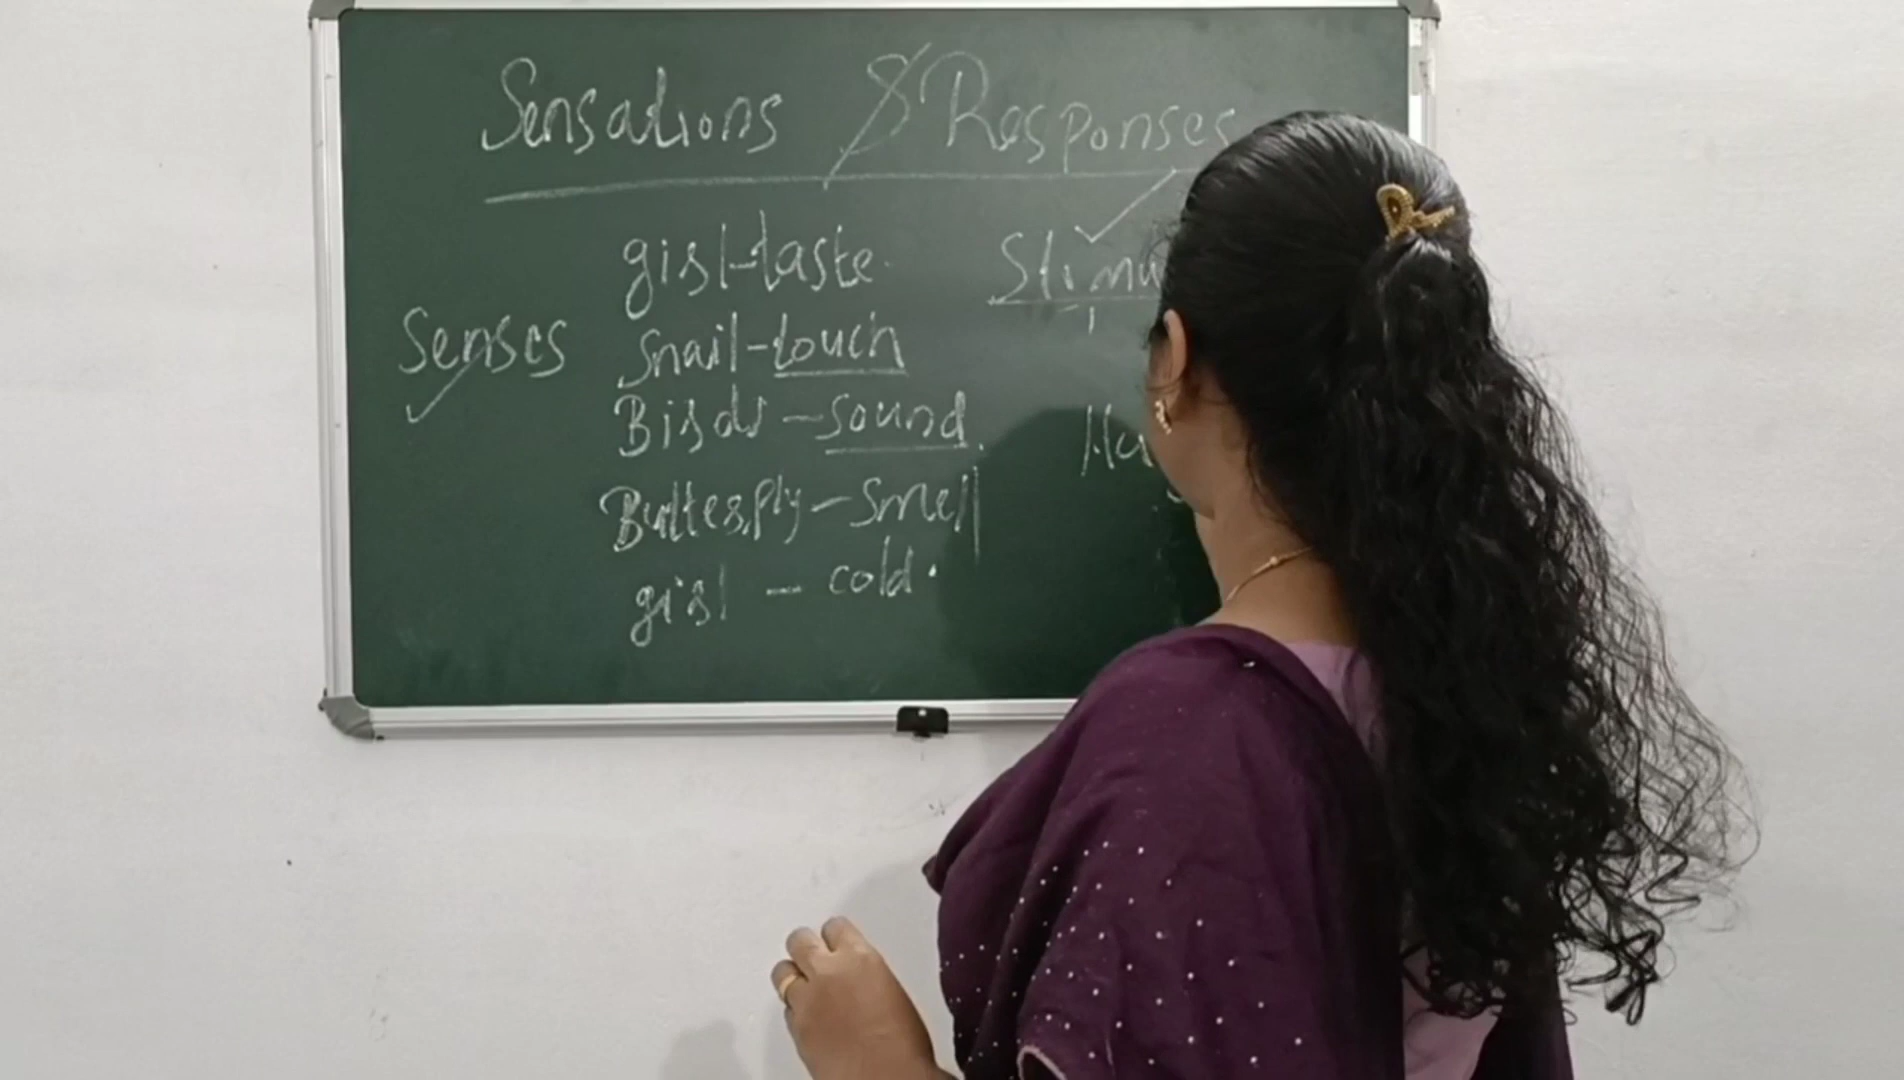 Sensations & Responses
girl-taste.
Senses
Snail-touch
Birds-sound.
Butterfly-smell
girl - cold.
Stimu